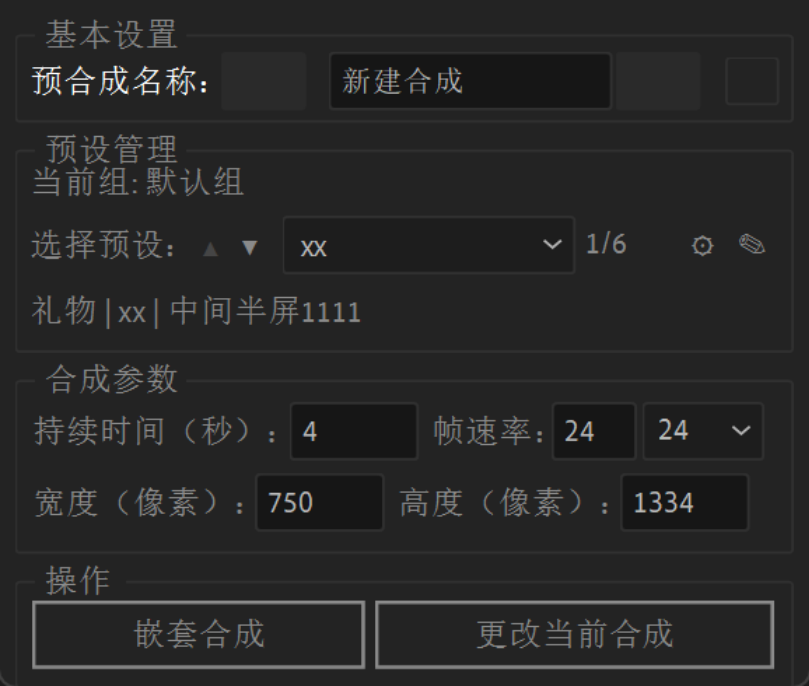 基本设置
预合成名称： 新建合成
预设管理
当前组: 默认组
选择预设： ▲ ▼ xx 1/6
礼物 | xx | 中间半屏1111
合成参数
持续时间（秒）： 4 帧速率： 24 24
宽度（像素）： 750 高度（像素）： 1334
操作
嵌套合成 更改当前合成